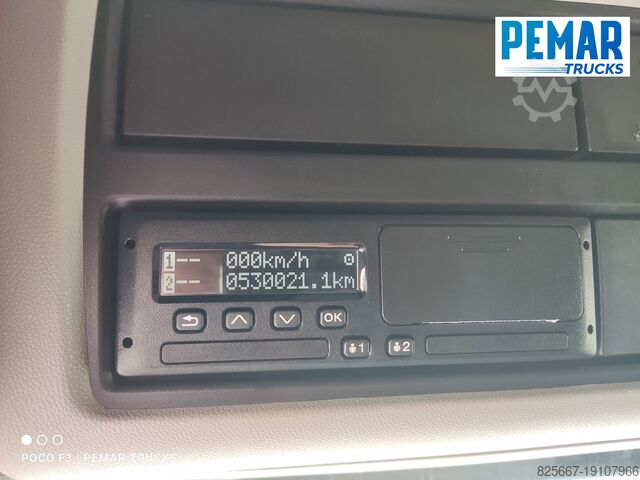 PEMAR
TRUCKS
1-- 000km/h
2-- 0530021.1km
OK
1 2
POCO F3 | PEMAR TRUCKS
825667-19107966